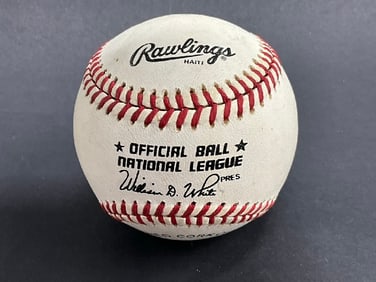 Rawlings
HAITI
★ OFFICIAL BALL ★
NATIONAL LEAGUE
William D. White PRES